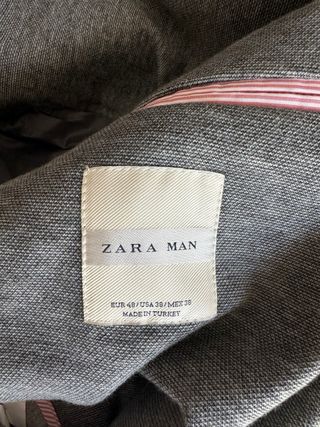 ZARA MAN
EUR 48 / USA 38 / MEX 38
MADE IN TURKEY